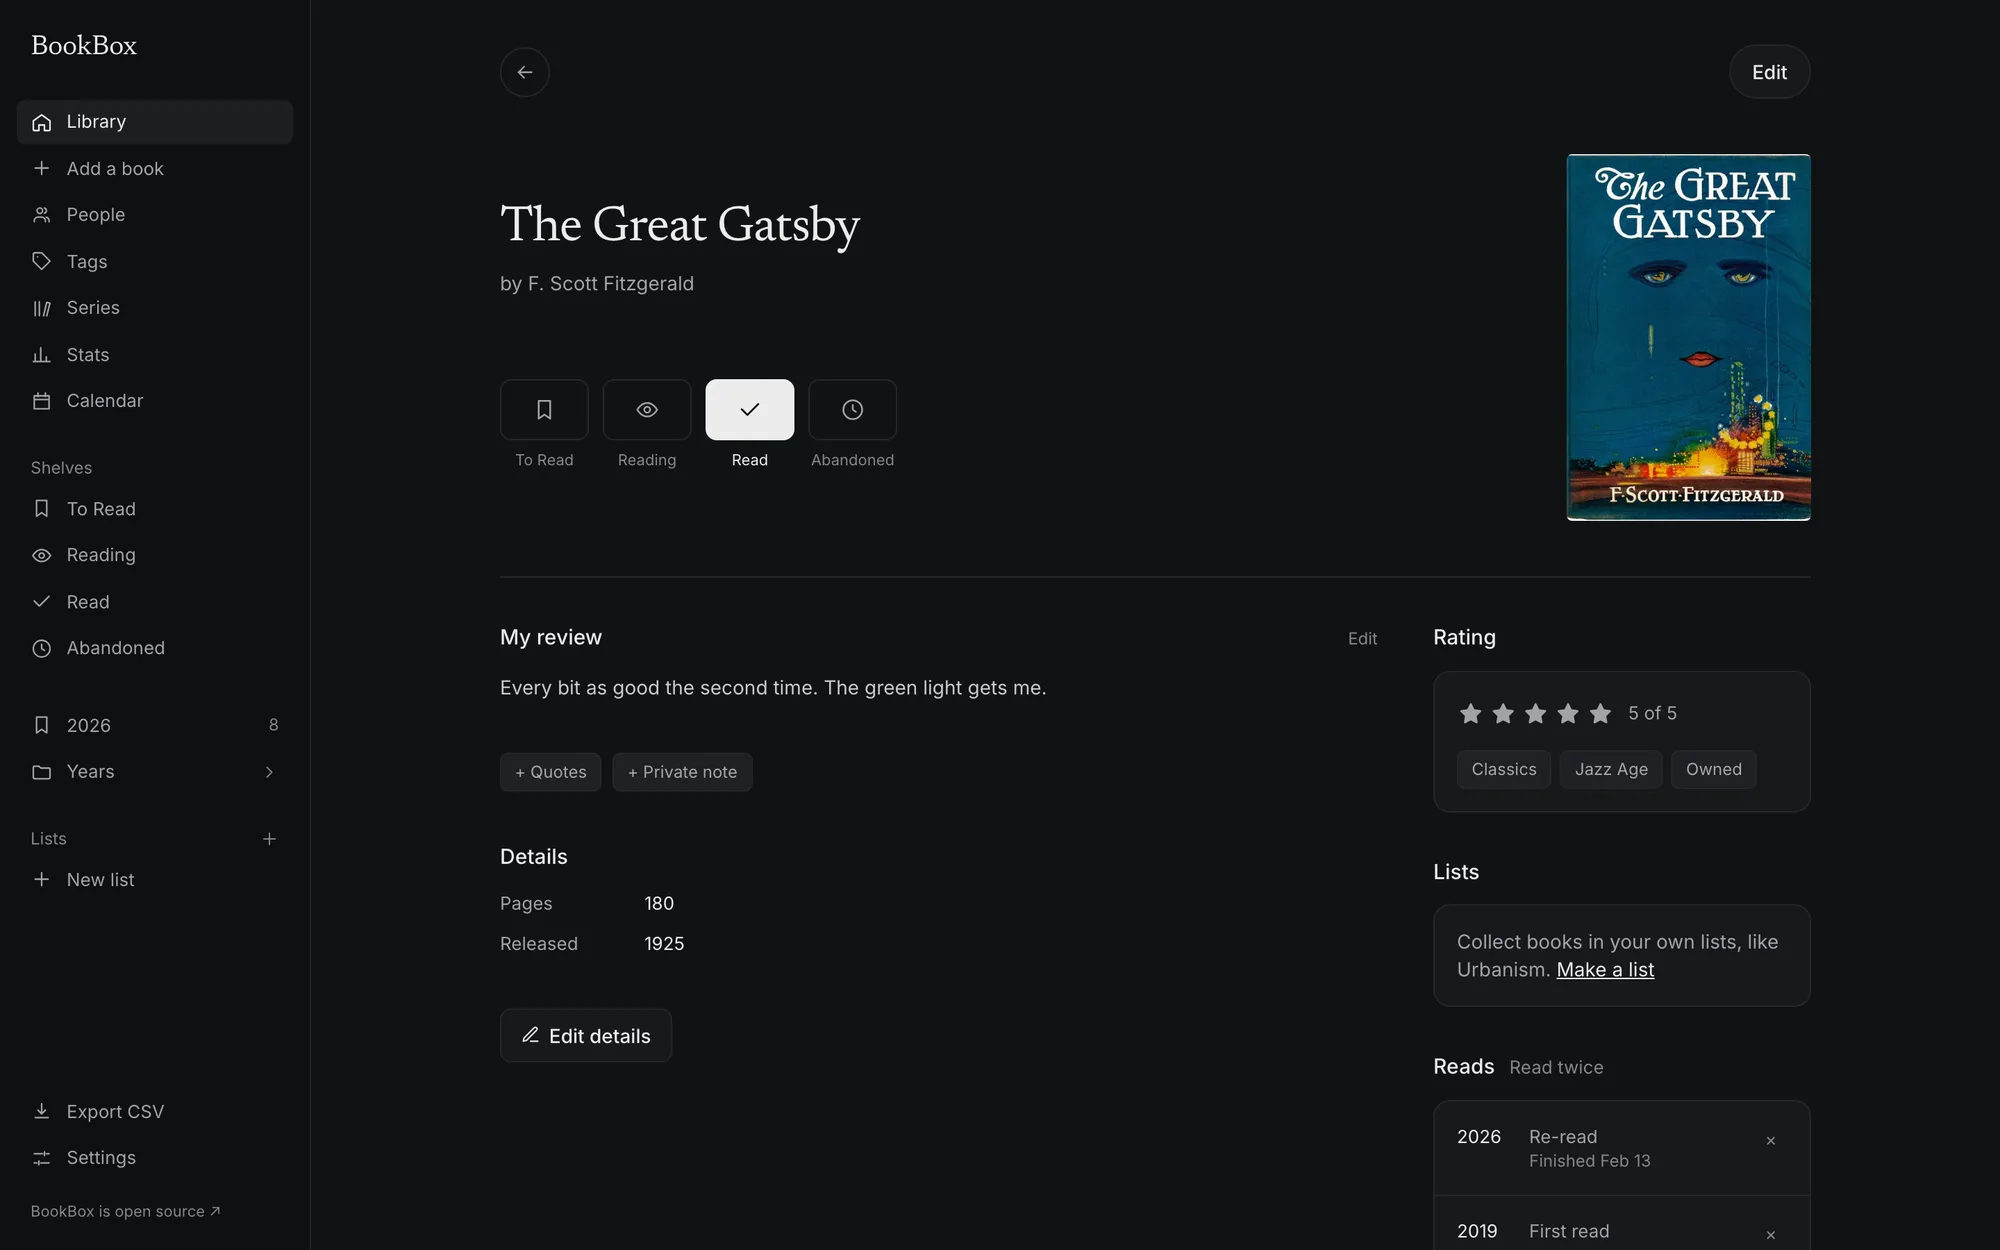 BookBox
Library
Add a book
People
Tags
Series
Stats
Calendar
Shelves
To Read
Reading
Read
Abandoned
2026 8
Years
Lists
New list
Export CSV
Settings
BookBox is open source ↗
Edit
The Great Gatsby
by F. Scott Fitzgerald
To Read Reading Read Abandoned
The GREAT
GATSBY
F·SCOTT·FITZGERALD
My review Edit
Every bit as good the second time. The green light gets me.
+ Quotes + Private note
Details
Pages 180
Released 1925
Edit details
Rating
5 of 5
Classics Jazz Age Owned
Lists
Collect books in your own lists, like
Urbanism. Make a list
Reads Read twice
2026 Re-read
Finished Feb 13
2019 First read